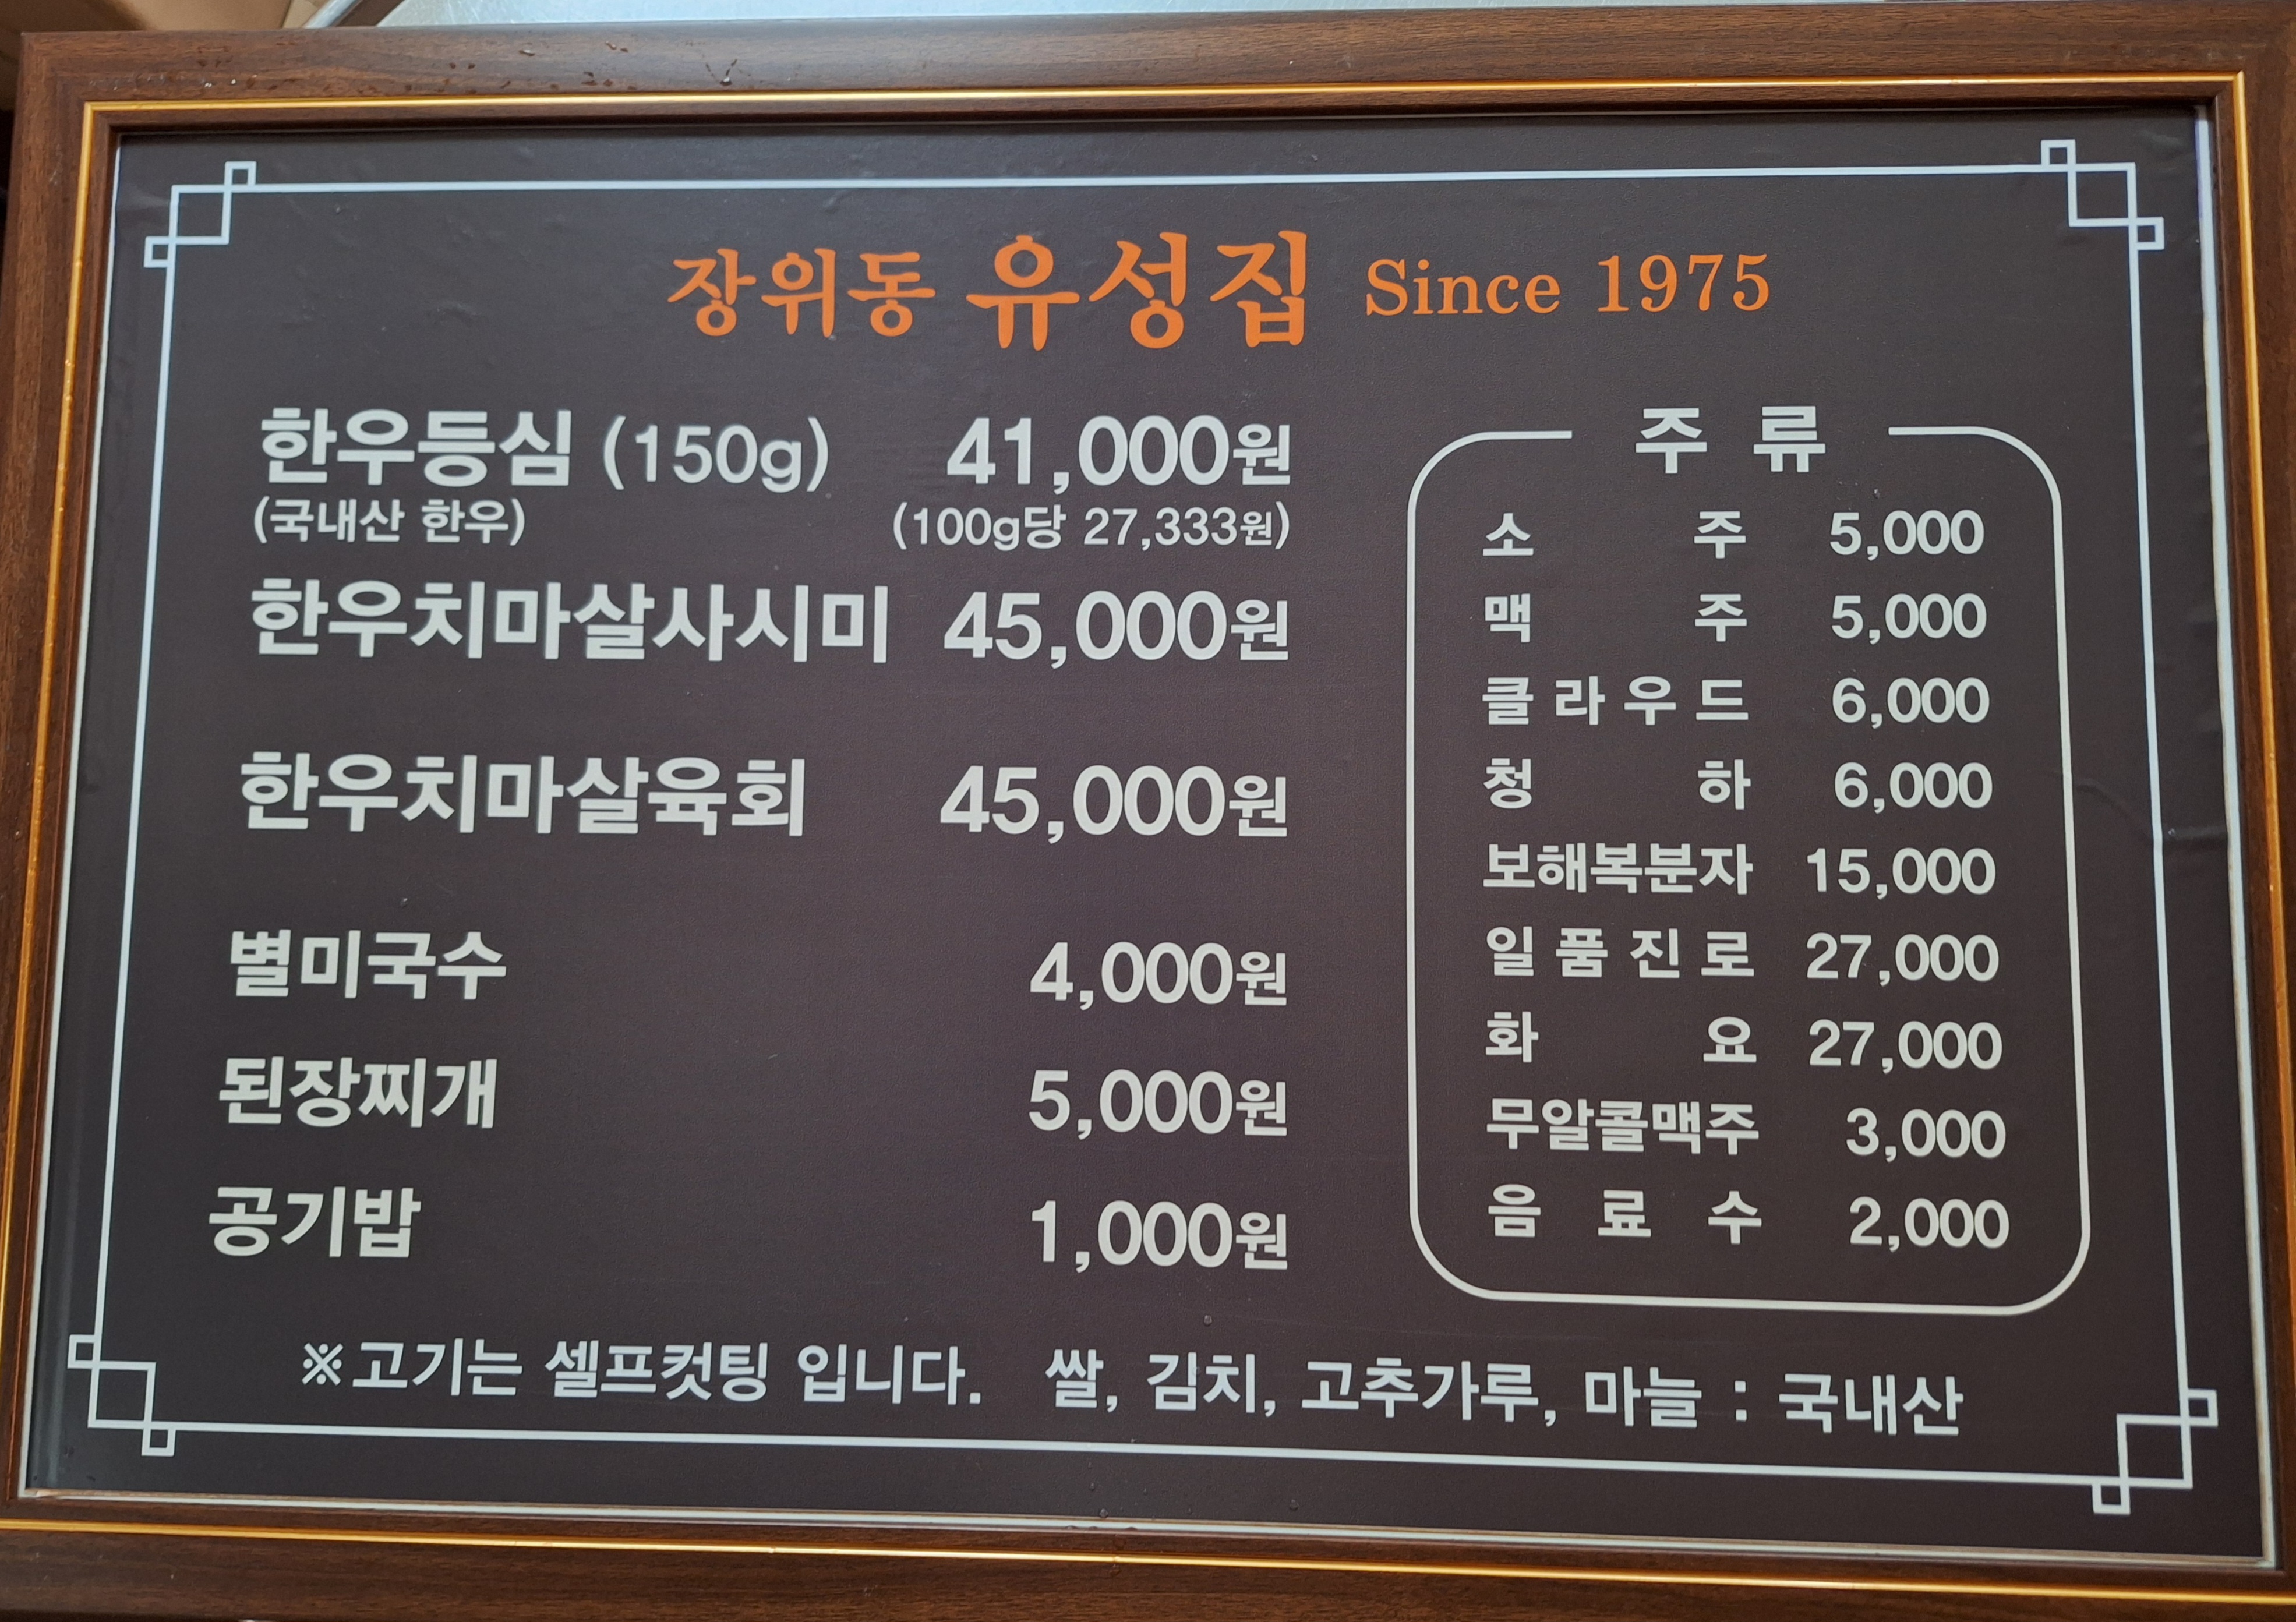 장위동 유성집 Since 1975
한우등심 (150g) 41,000원
(국내산 한우) (100g당 27,333원)
한우치마살사시미 45,000원
한우치마살육회 45,000원
별미국수 4,000원
된장찌개 5,000원
공기밥 1,000원
주류
소주 5,000
맥주 5,000
클라우드 6,000
청하 6,000
보해복분자 15,000
일품진로 27,000
화요 27,000
무알콜맥주 3,000
음료수 2,000
※고기는 셀프컷팅 입니다. 쌀, 김치, 고추가루, 마늘 : 국내산